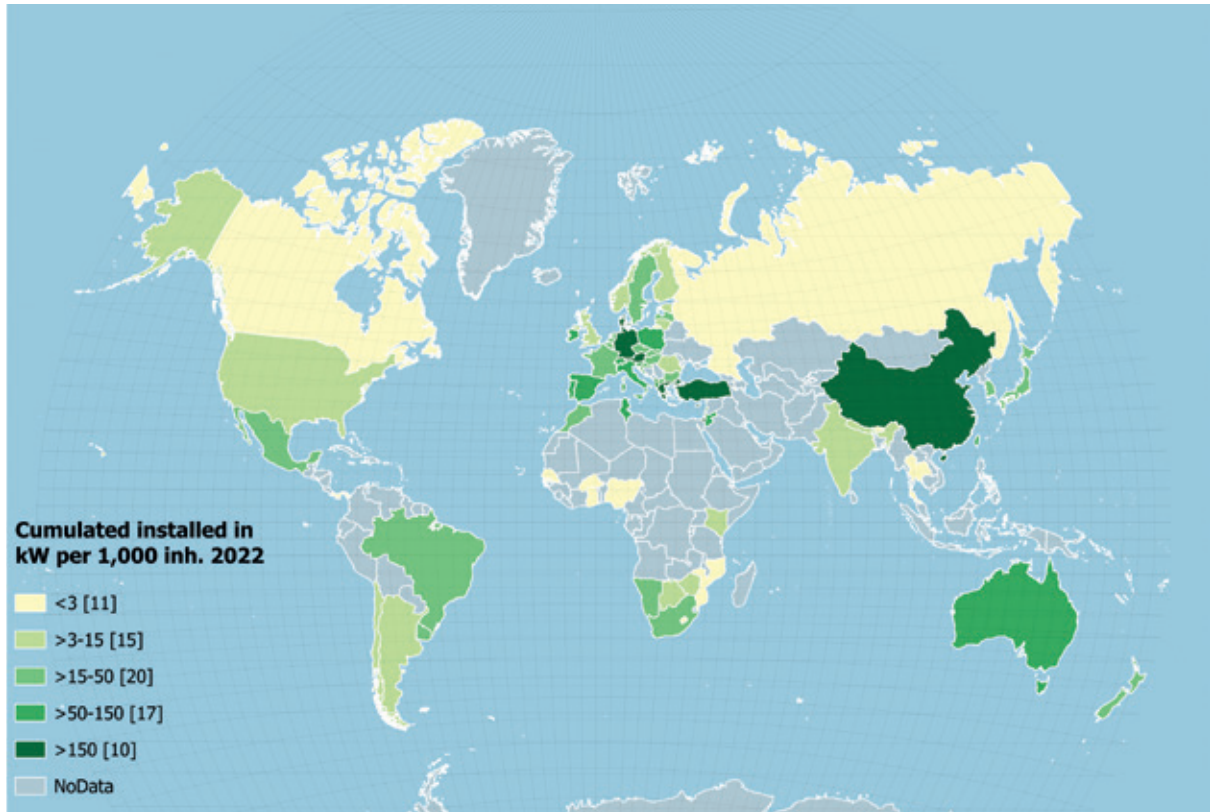 Cumulated installed in
kW per 1,000 inh. 2022
<3 [11]
>3-15 [15]
>15-50 [20]
>50-150 [17]
>150 [10]
NoData